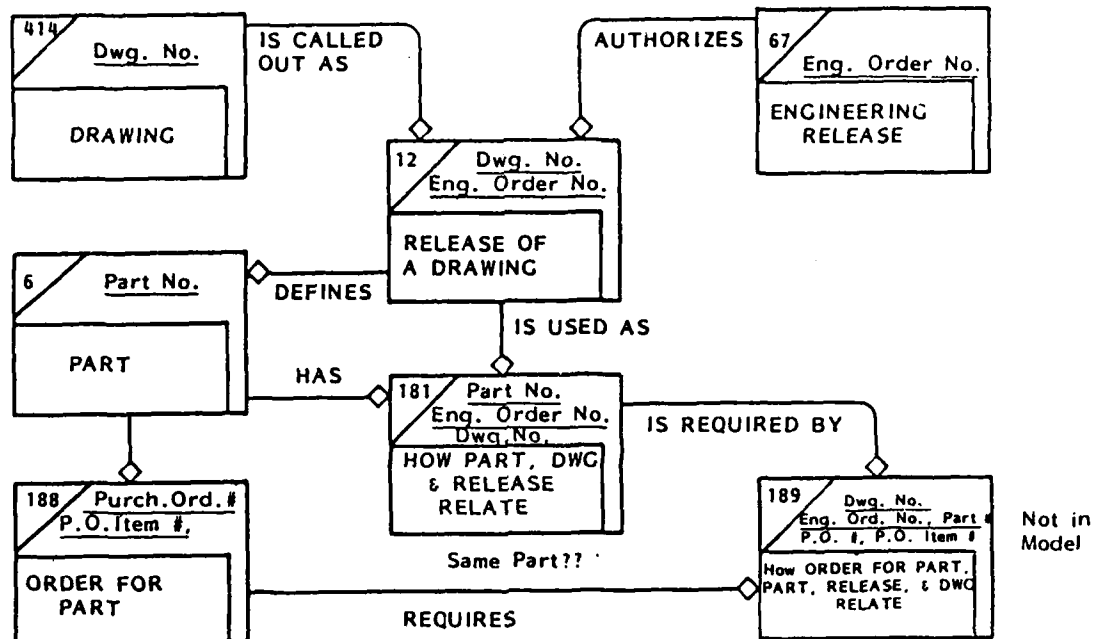 414
Dwg. No.
DRAWING
IS CALLED
OUT AS
AUTHORIZES
67
Eng. Order No.
ENGINEERING
RELEASE
12
Dwg. No.
Eng. Order No.
RELEASE OF
A DRAWING
6
Part No.
PART
DEFINES
IS USED AS
HAS
181
Part No.
Eng. Order No.
Dwg.No.
HOW PART, DWG
& RELEASE
RELATE
IS REQUIRED BY
188
Purch.Ord.#
P.O.Item #,
ORDER FOR
PART
Same Part??
REQUIRES
189
Dwg. No.
Eng. Ord. No., Part #
P.O. #, P.O. Item #
How ORDER FOR PART,
PART, RELEASE, & DWG
RELATE
Not in
Model